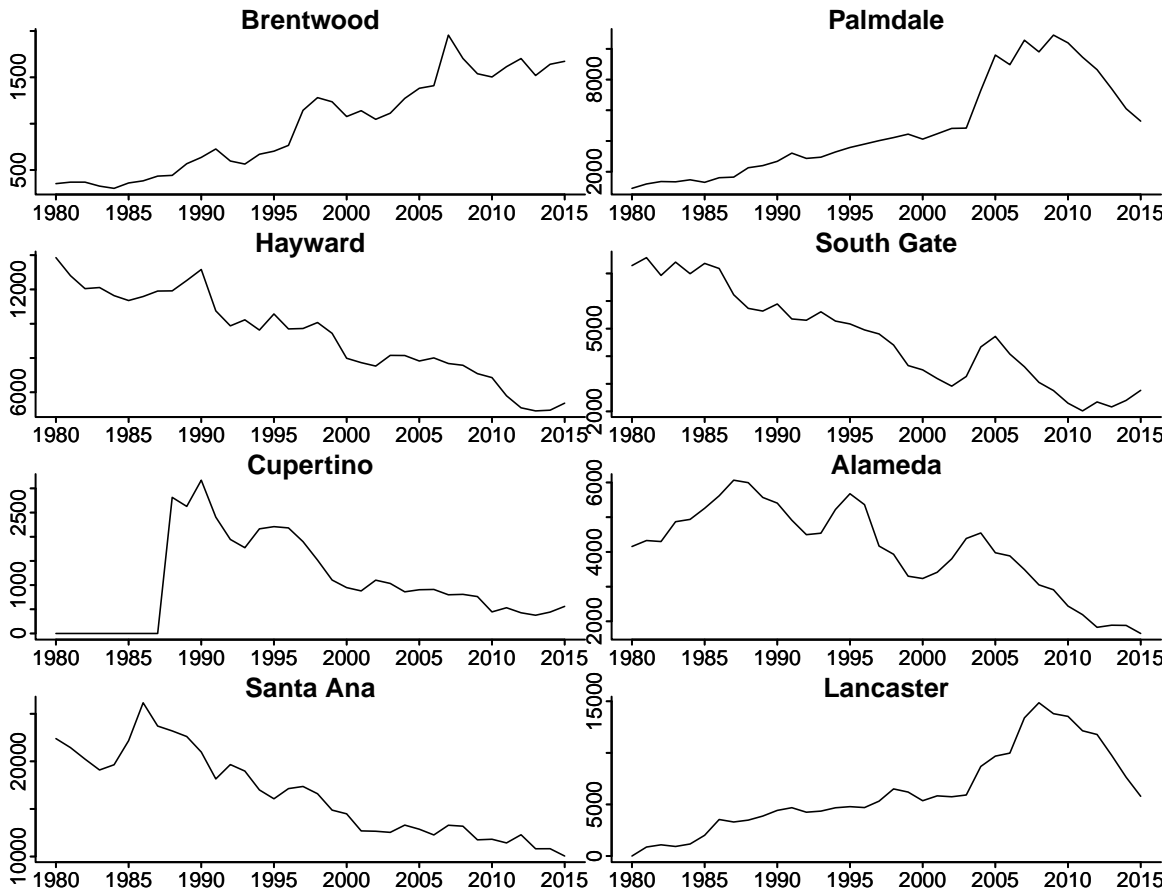 Brentwood
500 1500
1980 1985 1990 1995 2000 2005 2010 2015
Palmdale
2000 8000
1980 1985 1990 1995 2000 2005 2010 2015
Hayward
6000 12000
1980 1985 1990 1995 2000 2005 2010 2015
South Gate
2000 5000
1980 1985 1990 1995 2000 2005 2010 2015
Cupertino
0 1000 2500
1980 1985 1990 1995 2000 2005 2010 2015
Alameda
2000 4000 6000
1980 1985 1990 1995 2000 2005 2010 2015
Santa Ana
10000 20000
1980 1985 1990 1995 2000 2005 2010 2015
Lancaster
0 5000 15000
1980 1985 1990 1995 2000 2005 2010 2015